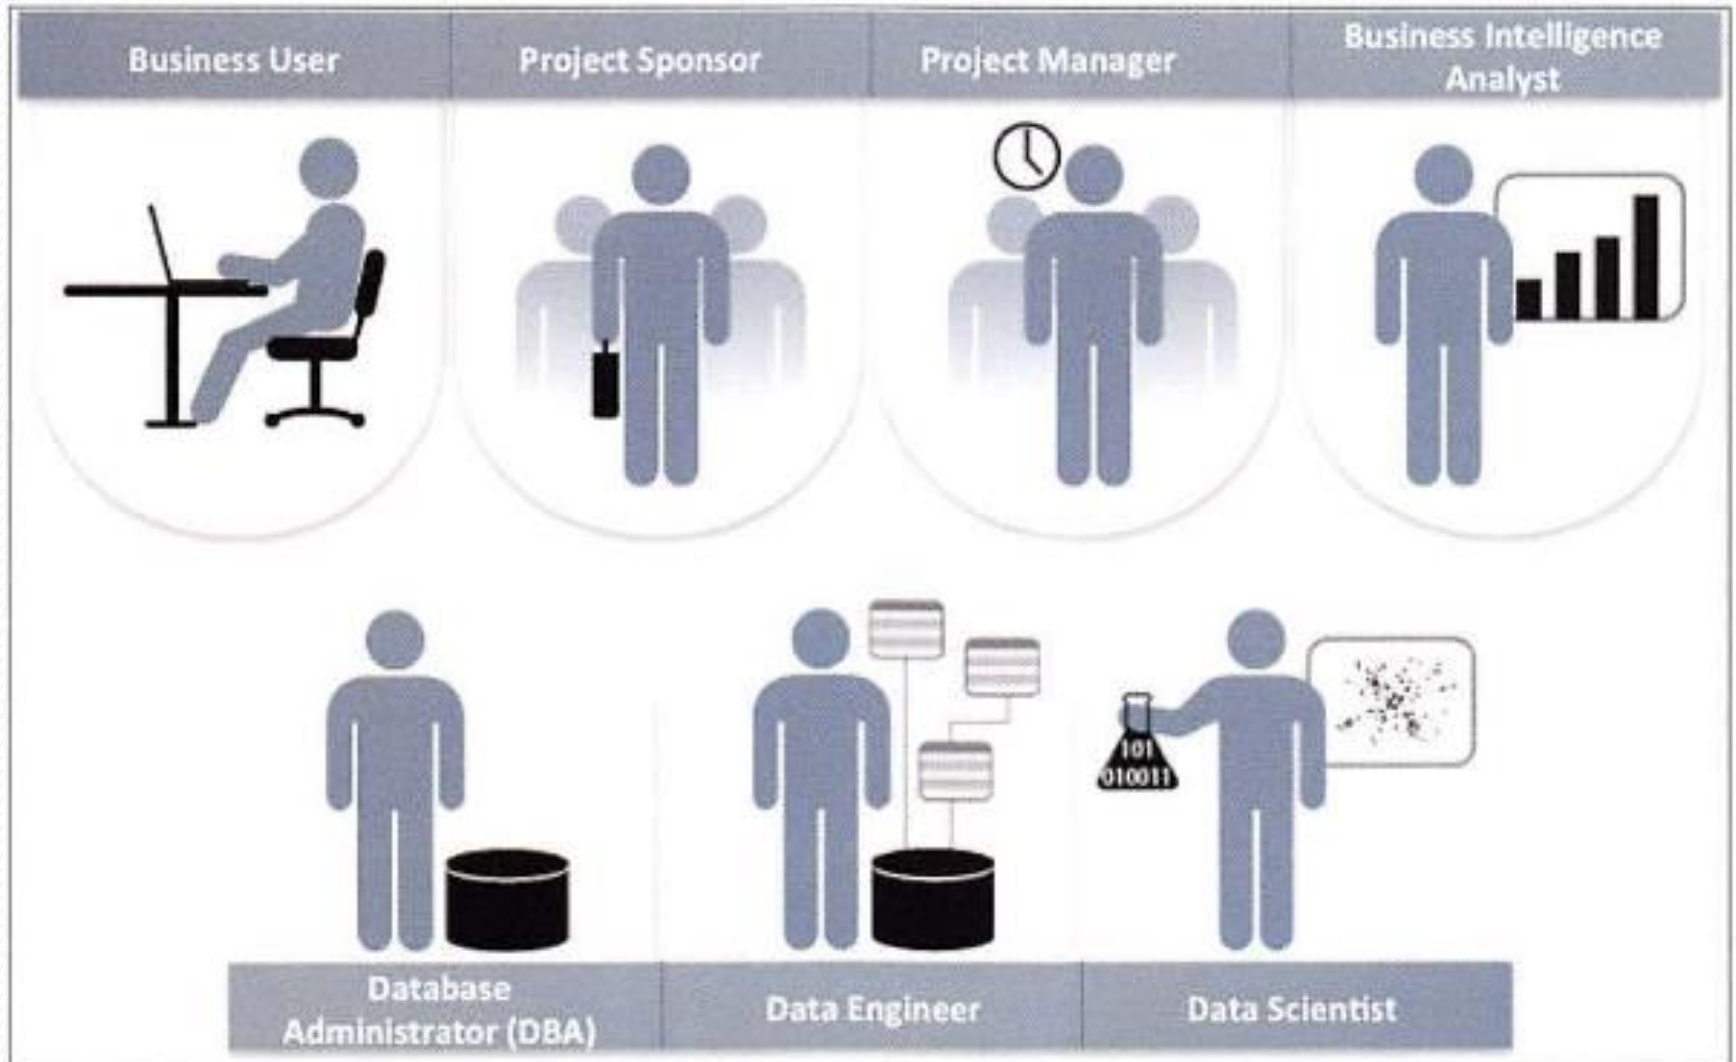 Business User
Project Sponsor
Project Manager
Business Intelligence
Analyst
101
010011
Database
Administrator (DBA)
Data Engineer
Data Scientist